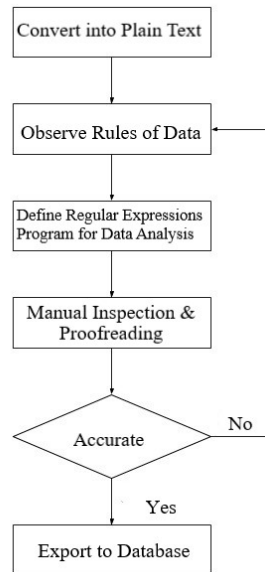 Convert into Plain Text
Observe Rules of Data
Define Regular Expressions
Program for Data Analysis
Manual Inspection &
Proofreading
Accurate
No
Yes
Export to Database